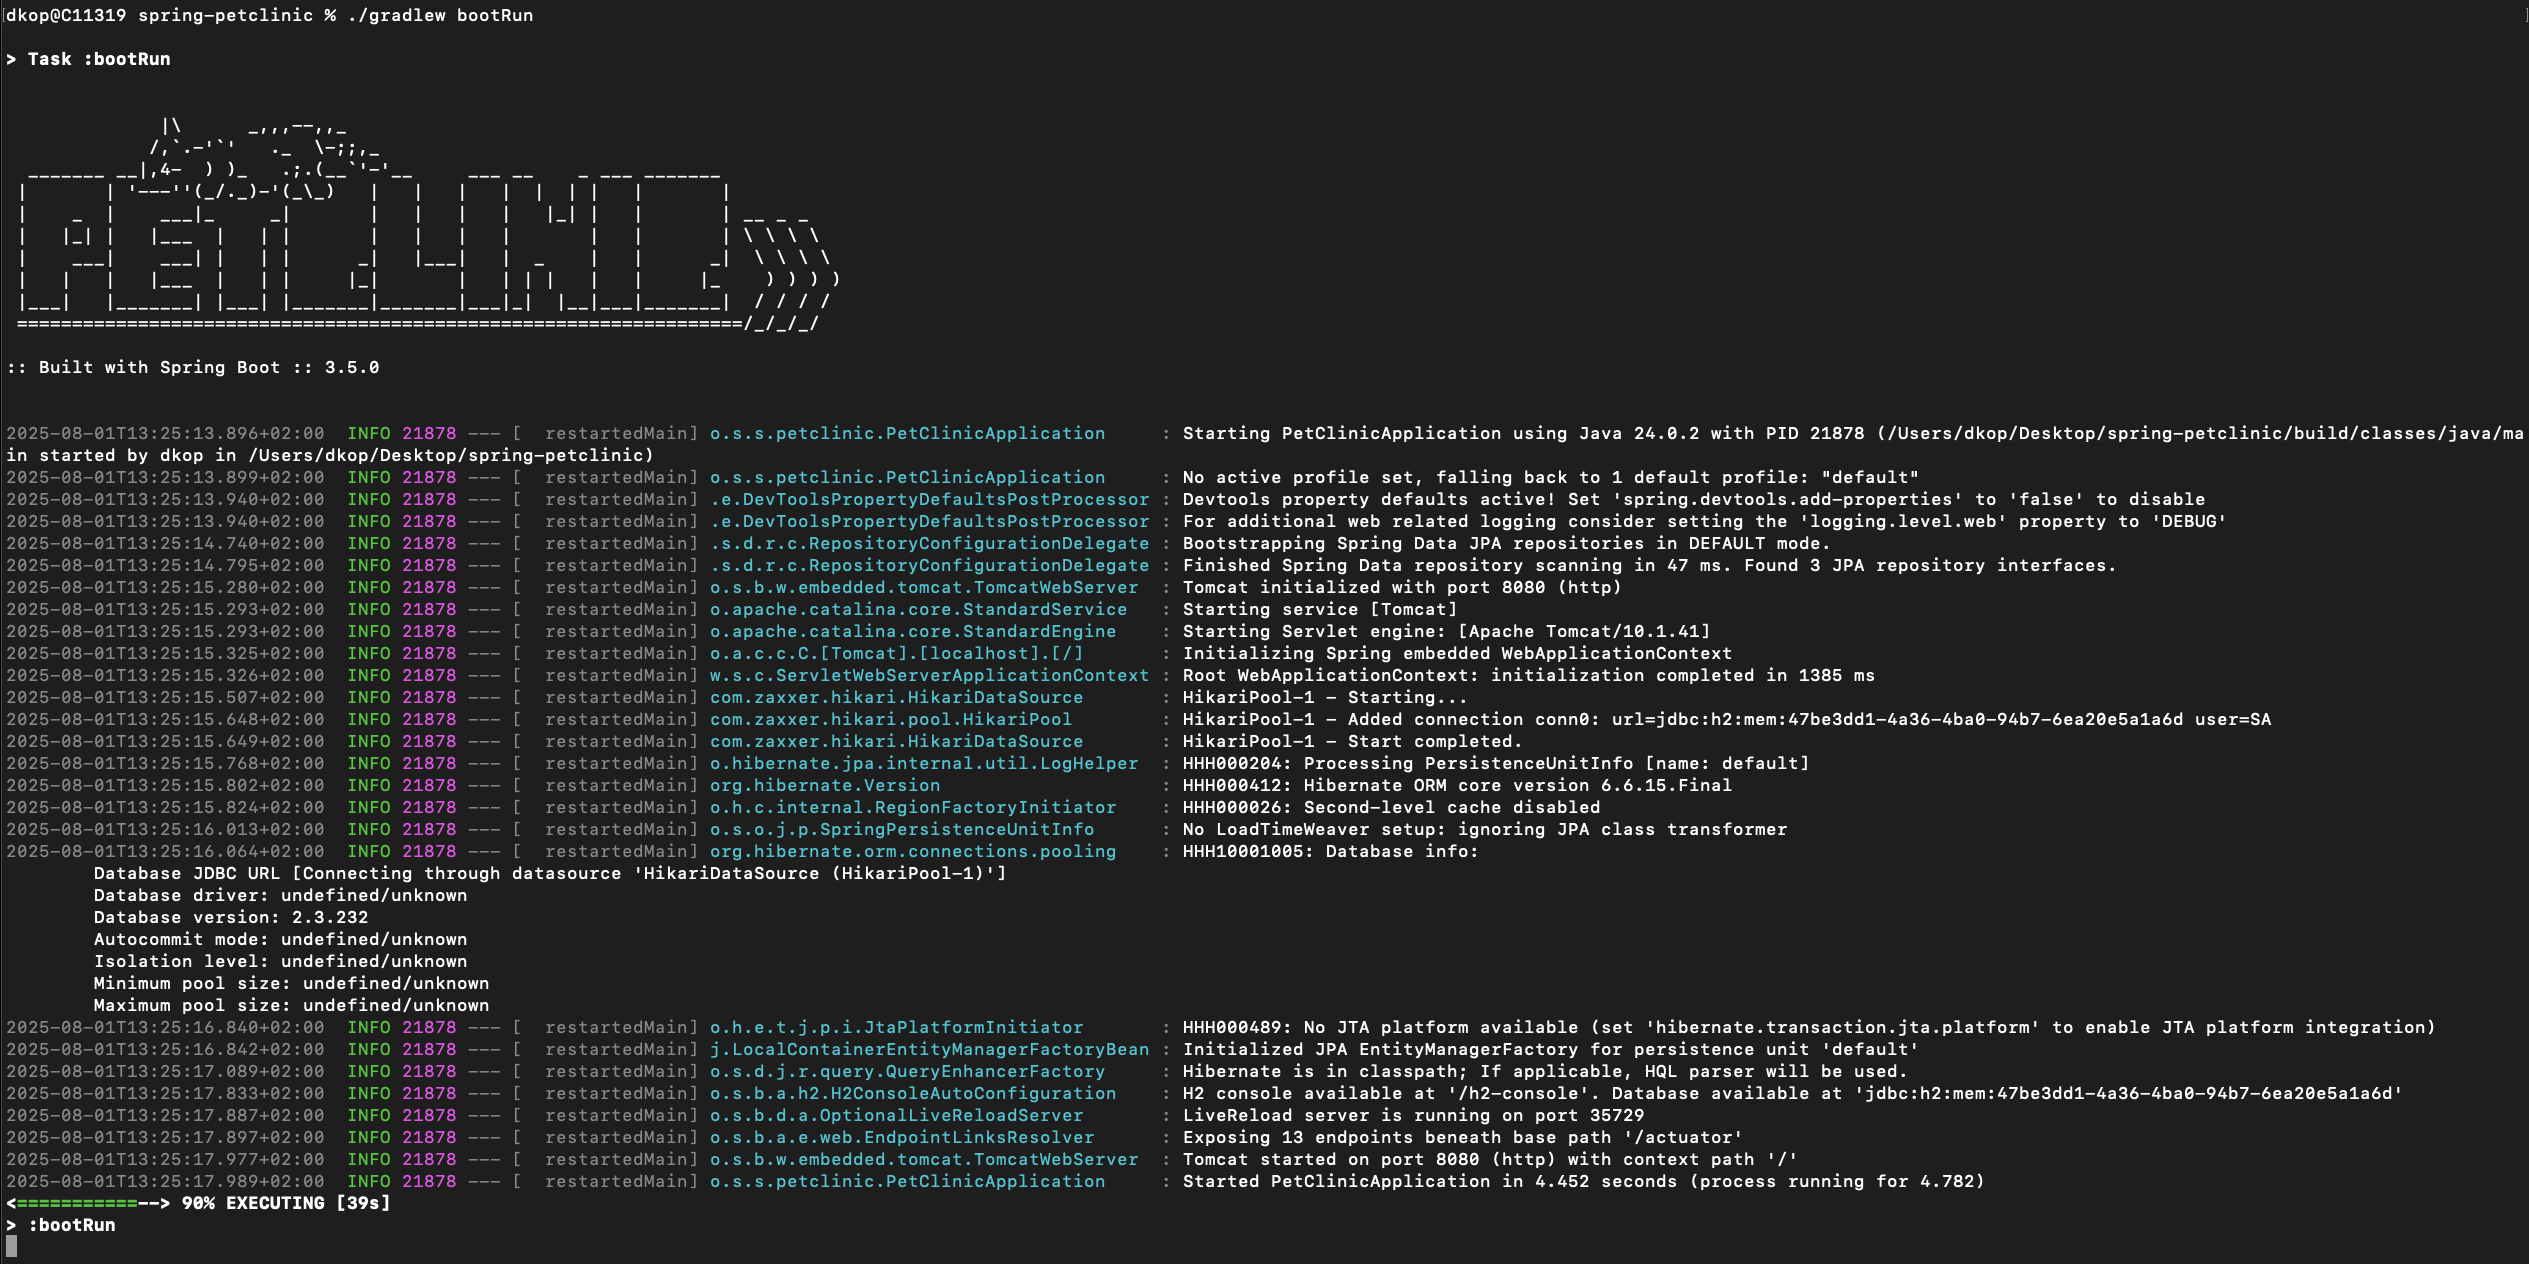 dkop@C11319 spring-petclinic % ./gradlew bootRun
> Task :bootRun
              |\      _,,,--,,_
             /,`.-'`'   ._  \-;;,_
  _______ __|,4-  ) )_   .;.(__`'-'__     ___ __    _ ___ _______
 |       | '---''(_/._)-'(_\_)   |   |   |   |  |  | |   |       |
 |    _  |    ___|_     _|       |   |   |   |   |_| |   |       | __ _ _
 |   |_| |   |___  |   | |       |   |   |   |       |   |       | \ \ \ \
 |    ___|    ___| |   | |      _|   |___|   |  _    |   |      _|  \ \ \ \
 |   |   |   |___  |   | |     |_|       |   | | |   |   |     |_    ) ) ) )
 |___|   |_______| |___| |_______|_______|___|_|  |__|___|_______|  / / / /
 ==================================================================/_/_/_/
:: Built with Spring Boot :: 3.5.0
2025-08-01T13:25:13.896+02:00  INFO 21878 --- [  restartedMain] o.s.s.petclinic.PetClinicApplication     : Starting PetClinicApplication using Java 24.0.2 with PID 21878 (/Users/dkop/Desktop/spring-petclinic/build/classes/java/ma
in started by dkop in /Users/dkop/Desktop/spring-petclinic)
2025-08-01T13:25:13.899+02:00  INFO 21878 --- [  restartedMain] o.s.s.petclinic.PetClinicApplication     : No active profile set, falling back to 1 default profile: "default"
2025-08-01T13:25:13.940+02:00  INFO 21878 --- [  restartedMain] .e.DevToolsPropertyDefaultsPostProcessor : Devtools property defaults active! Set 'spring.devtools.add-properties' to 'false' to disable
2025-08-01T13:25:13.940+02:00  INFO 21878 --- [  restartedMain] .e.DevToolsPropertyDefaultsPostProcessor : For additional web related logging consider setting the 'logging.level.web' property to 'DEBUG'
2025-08-01T13:25:14.740+02:00  INFO 21878 --- [  restartedMain] .s.d.r.c.RepositoryConfigurationDelegate : Bootstrapping Spring Data JPA repositories in DEFAULT mode.
2025-08-01T13:25:14.795+02:00  INFO 21878 --- [  restartedMain] .s.d.r.c.RepositoryConfigurationDelegate : Finished Spring Data repository scanning in 47 ms. Found 3 JPA repository interfaces.
2025-08-01T13:25:15.280+02:00  INFO 21878 --- [  restartedMain] o.s.b.w.embedded.tomcat.TomcatWebServer  : Tomcat initialized with port 8080 (http)
2025-08-01T13:25:15.293+02:00  INFO 21878 --- [  restartedMain] o.apache.catalina.core.StandardService   : Starting service [Tomcat]
2025-08-01T13:25:15.293+02:00  INFO 21878 --- [  restartedMain] o.apache.catalina.core.StandardEngine    : Starting Servlet engine: [Apache Tomcat/10.1.41]
2025-08-01T13:25:15.325+02:00  INFO 21878 --- [  restartedMain] o.a.c.c.C.[Tomcat].[localhost].[/]       : Initializing Spring embedded WebApplicationContext
2025-08-01T13:25:15.326+02:00  INFO 21878 --- [  restartedMain] w.s.c.ServletWebServerApplicationContext : Root WebApplicationContext: initialization completed in 1385 ms
2025-08-01T13:25:15.507+02:00  INFO 21878 --- [  restartedMain] com.zaxxer.hikari.HikariDataSource       : HikariPool-1 - Starting...
2025-08-01T13:25:15.648+02:00  INFO 21878 --- [  restartedMain] com.zaxxer.hikari.pool.HikariPool        : HikariPool-1 - Added connection conn0: url=jdbc:h2:mem:47be3dd1-4a36-4ba0-94b7-6ea20e5a1a6d user=SA
2025-08-01T13:25:15.649+02:00  INFO 21878 --- [  restartedMain] com.zaxxer.hikari.HikariDataSource       : HikariPool-1 - Start completed.
2025-08-01T13:25:15.768+02:00  INFO 21878 --- [  restartedMain] o.hibernate.jpa.internal.util.LogHelper  : HHH000204: Processing PersistenceUnitInfo [name: default]
2025-08-01T13:25:15.802+02:00  INFO 21878 --- [  restartedMain] org.hibernate.Version                    : HHH000412: Hibernate ORM core version 6.6.15.Final
2025-08-01T13:25:15.824+02:00  INFO 21878 --- [  restartedMain] o.h.c.internal.RegionFactoryInitiator    : HHH000026: Second-level cache disabled
2025-08-01T13:25:16.013+02:00  INFO 21878 --- [  restartedMain] o.s.o.j.p.SpringPersistenceUnitInfo      : No LoadTimeWeaver setup: ignoring JPA class transformer
2025-08-01T13:25:16.064+02:00  INFO 21878 --- [  restartedMain] org.hibernate.orm.connections.pooling    : HHH10001005: Database info:
        Database JDBC URL [Connecting through datasource 'HikariDataSource (HikariPool-1)']
        Database driver: undefined/unknown
        Database version: 2.3.232
        Autocommit mode: undefined/unknown
        Isolation level: undefined/unknown
        Minimum pool size: undefined/unknown
        Maximum pool size: undefined/unknown
2025-08-01T13:25:16.840+02:00  INFO 21878 --- [  restartedMain] o.h.e.t.j.p.i.JtaPlatformInitiator       : HHH000489: No JTA platform available (set 'hibernate.transaction.jta.platform' to enable JTA platform integration)
2025-08-01T13:25:16.842+02:00  INFO 21878 --- [  restartedMain] j.LocalContainerEntityManagerFactoryBean : Initialized JPA EntityManagerFactory for persistence unit 'default'
2025-08-01T13:25:17.089+02:00  INFO 21878 --- [  restartedMain] o.s.d.j.r.query.QueryEnhancerFactory     : Hibernate is in classpath; If applicable, HQL parser will be used.
2025-08-01T13:25:17.833+02:00  INFO 21878 --- [  restartedMain] o.s.b.a.h2.H2ConsoleAutoConfiguration    : H2 console available at '/h2-console'. Database available at 'jdbc:h2:mem:47be3dd1-4a36-4ba0-94b7-6ea20e5a1a6d'
2025-08-01T13:25:17.887+02:00  INFO 21878 --- [  restartedMain] o.s.b.d.a.OptionalLiveReloadServer       : LiveReload server is running on port 35729
2025-08-01T13:25:17.897+02:00  INFO 21878 --- [  restartedMain] o.s.b.a.e.web.EndpointLinksResolver      : Exposing 13 endpoints beneath base path '/actuator'
2025-08-01T13:25:17.977+02:00  INFO 21878 --- [  restartedMain] o.s.b.w.embedded.tomcat.TomcatWebServer  : Tomcat started on port 8080 (http) with context path '/'
2025-08-01T13:25:17.989+02:00  INFO 21878 --- [  restartedMain] o.s.s.petclinic.PetClinicApplication     : Started PetClinicApplication in 4.452 seconds (process running for 4.782)
<===========--> 90% EXECUTING [39s]
> :bootRun